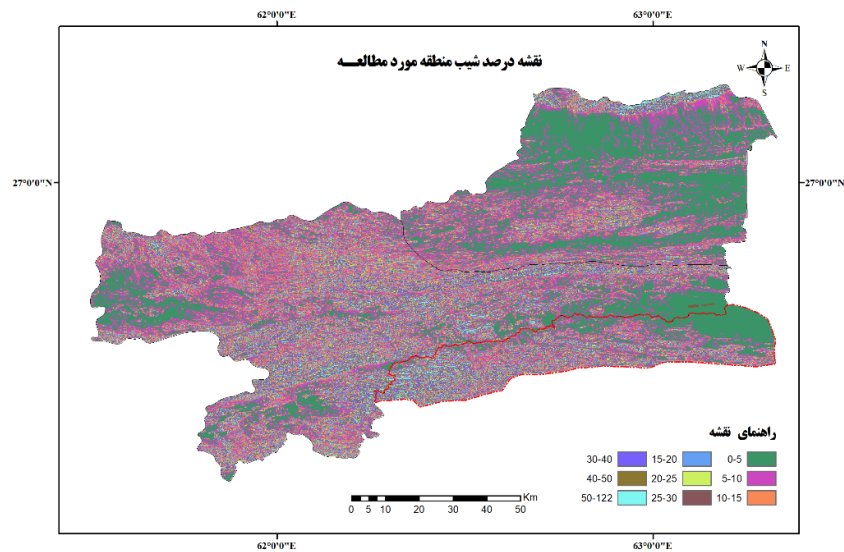 62°0'0"E 63°0'0"E
نقشه درصد شیب منطقه مورد مطالعـــه
N
W E
S
27°0'0"N 27°0'0"N
راهنمای نقشه
30-40 15-20 0-5
40-50 20-25 5-10
50-122 25-30 10-15
Km
0 5 10 20 30 40 50
62°0'0"E 63°0'0"E